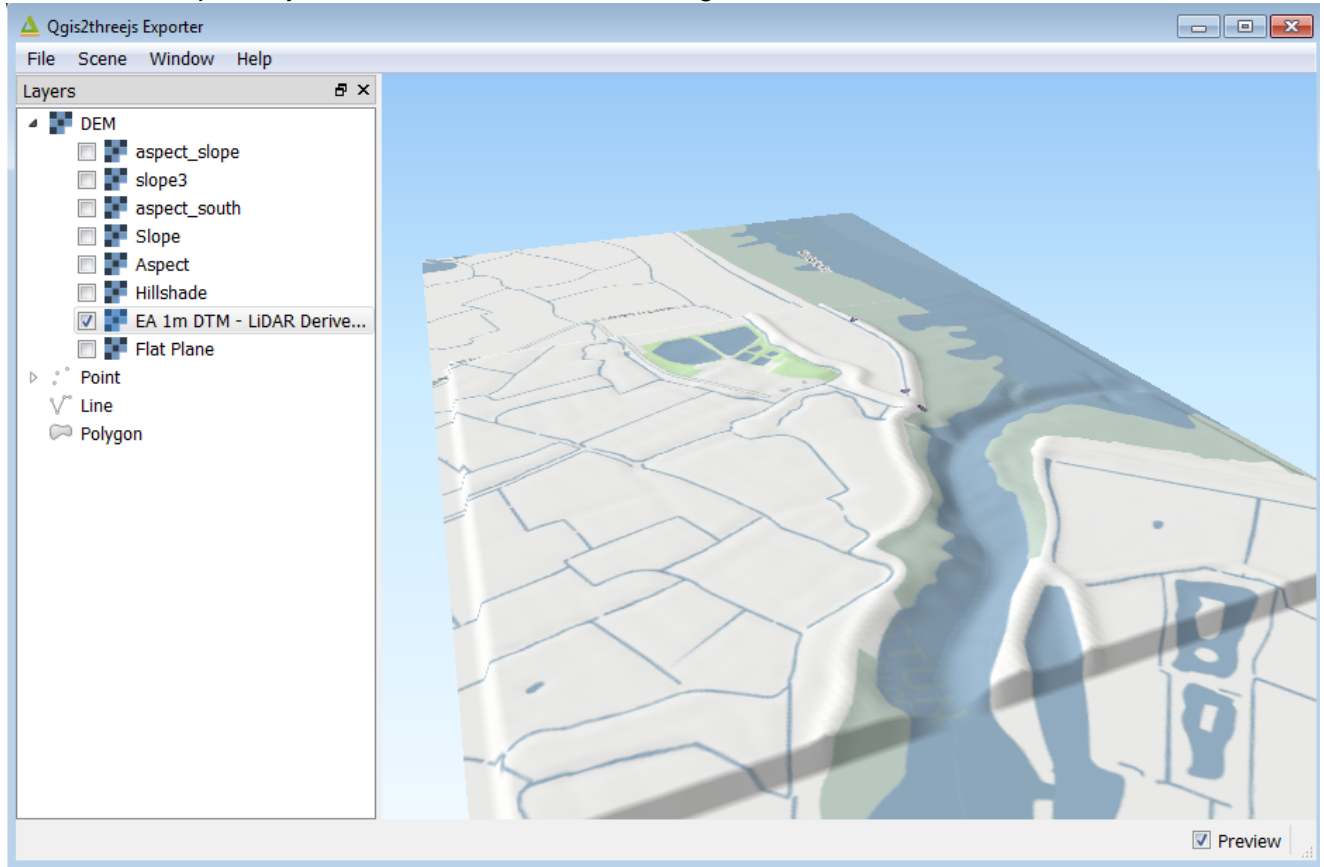 Qgis2threejs Exporter
File Scene Window Help
Layers
DEM
aspect_slope
slope3
aspect_south
Slope
Aspect
Hillshade
EA 1m DTM - LiDAR Derive...
Flat Plane
Point
Line
Polygon
Preview